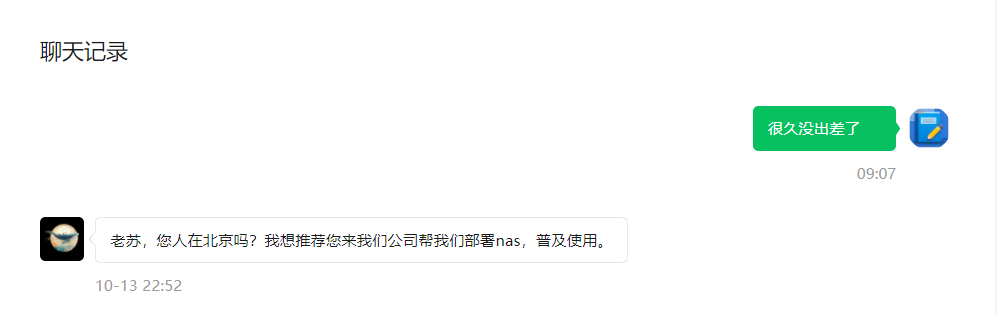 聊天记录
很久没出差了
09:07
老苏，您人在北京吗？我想推荐您来我们公司帮我们部署nas，普及使用。
10-13 22:52